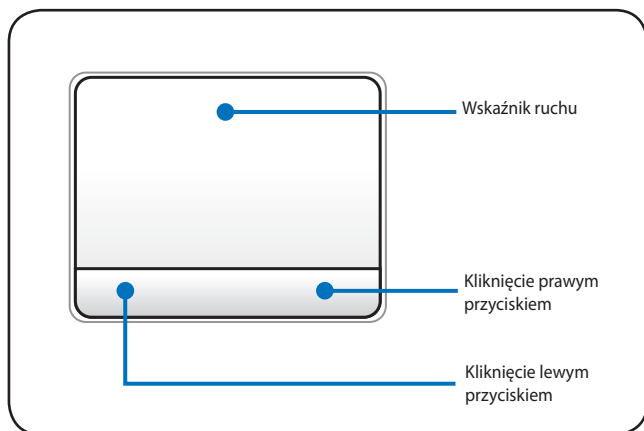 Wskaźnik ruchu
Kliknięcie prawym
przyciskiem
Kliknięcie lewym
przyciskiem